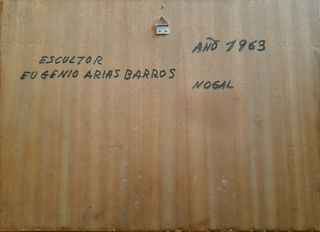 ESCULTOR
EUGENIO ARIAS BARROS
AÑO 1963
NOGAL